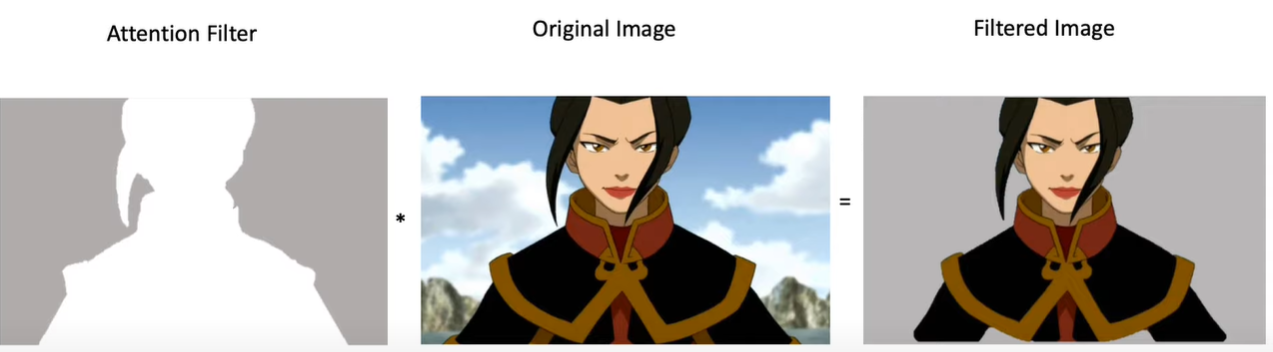 Attention Filter
Original Image
Filtered Image
*
=